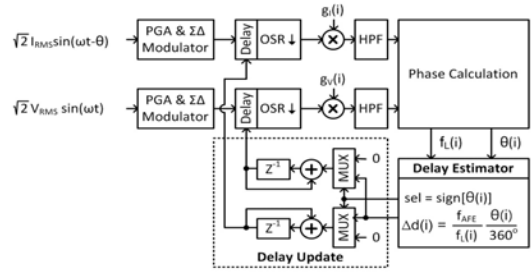 √2 I_RMS sin(ωt-θ)
PGA & ΣΔ Modulator
Delay
OSR↓
g_I(i)
HPF
Phase Calculation
√2 V_RMS sin(ωt)
PGA & ΣΔ Modulator
Delay
OSR↓
g_V(i)
HPF
f_L(i)
θ(i)
Z⁻¹
+
MUX
0
Z⁻¹
+
MUX
0
Delay Update
Delay Estimator
sel = sign[θ(i)]
Δd(i) = f_AFE/f_L(i) θ(i)/360°